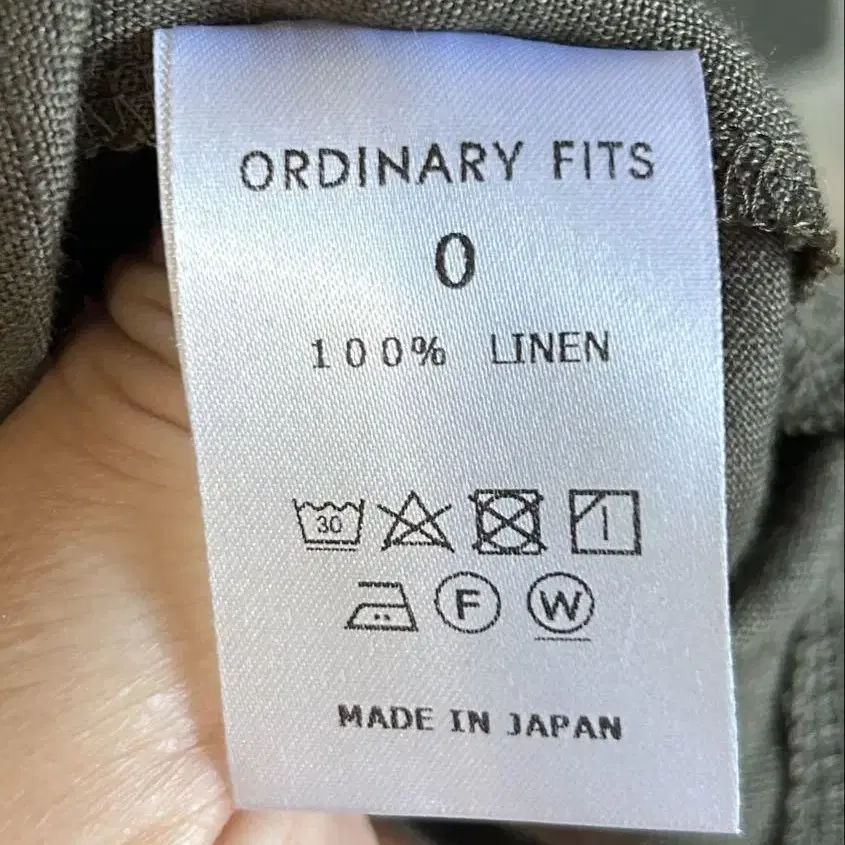 ORDINARY FITS
0
100% LINEN
30
F W
MADE IN JAPAN